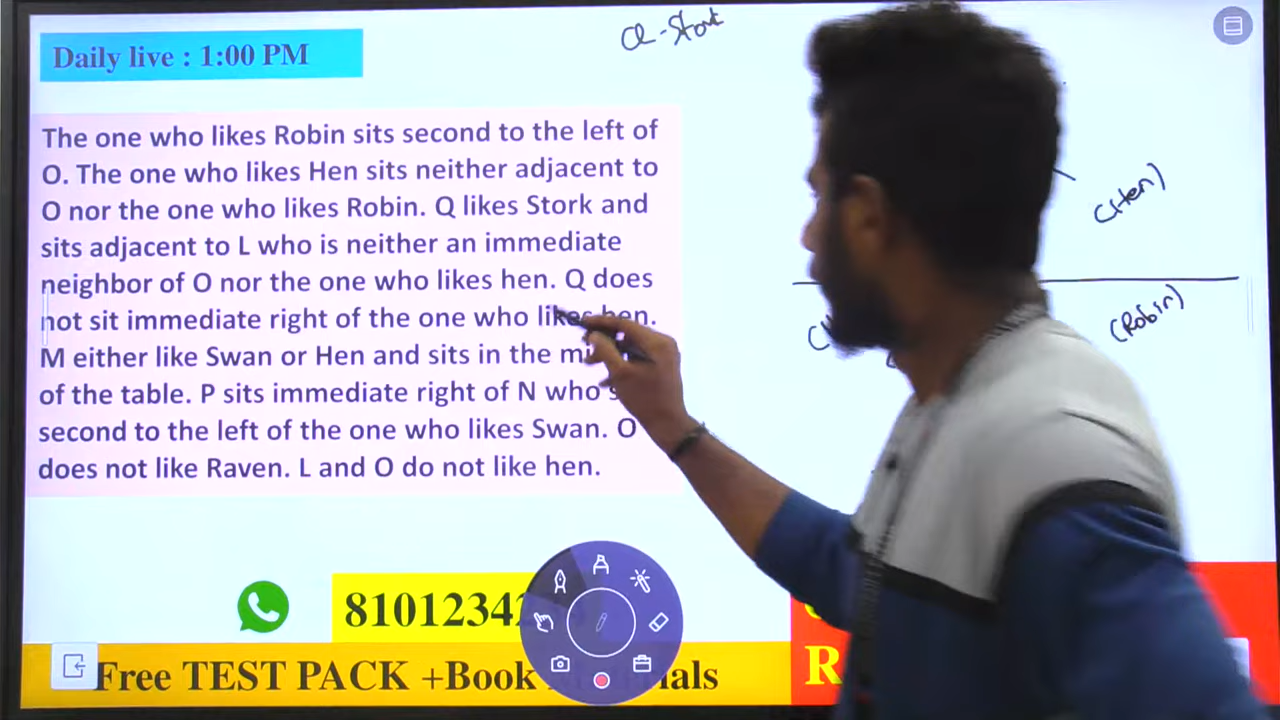 Daily live : 1:00 PM
Q - Stork
The one who likes Robin sits second to the left of
O. The one who likes Hen sits neither adjacent to
O nor the one who likes Robin. Q likes Stork and
sits adjacent to L who is neither an immediate
neighbor of O nor the one who likes hen. Q does
not sit immediate right of the one who likes hen.
M either like Swan or Hen and sits in the
of the table. P sits immediate right of N who
second to the left of the one who likes Swan. O
does not like Raven. L and O do not like hen.
(Hen)
(Robin)
8101234
Free TEST PACK +Book
R